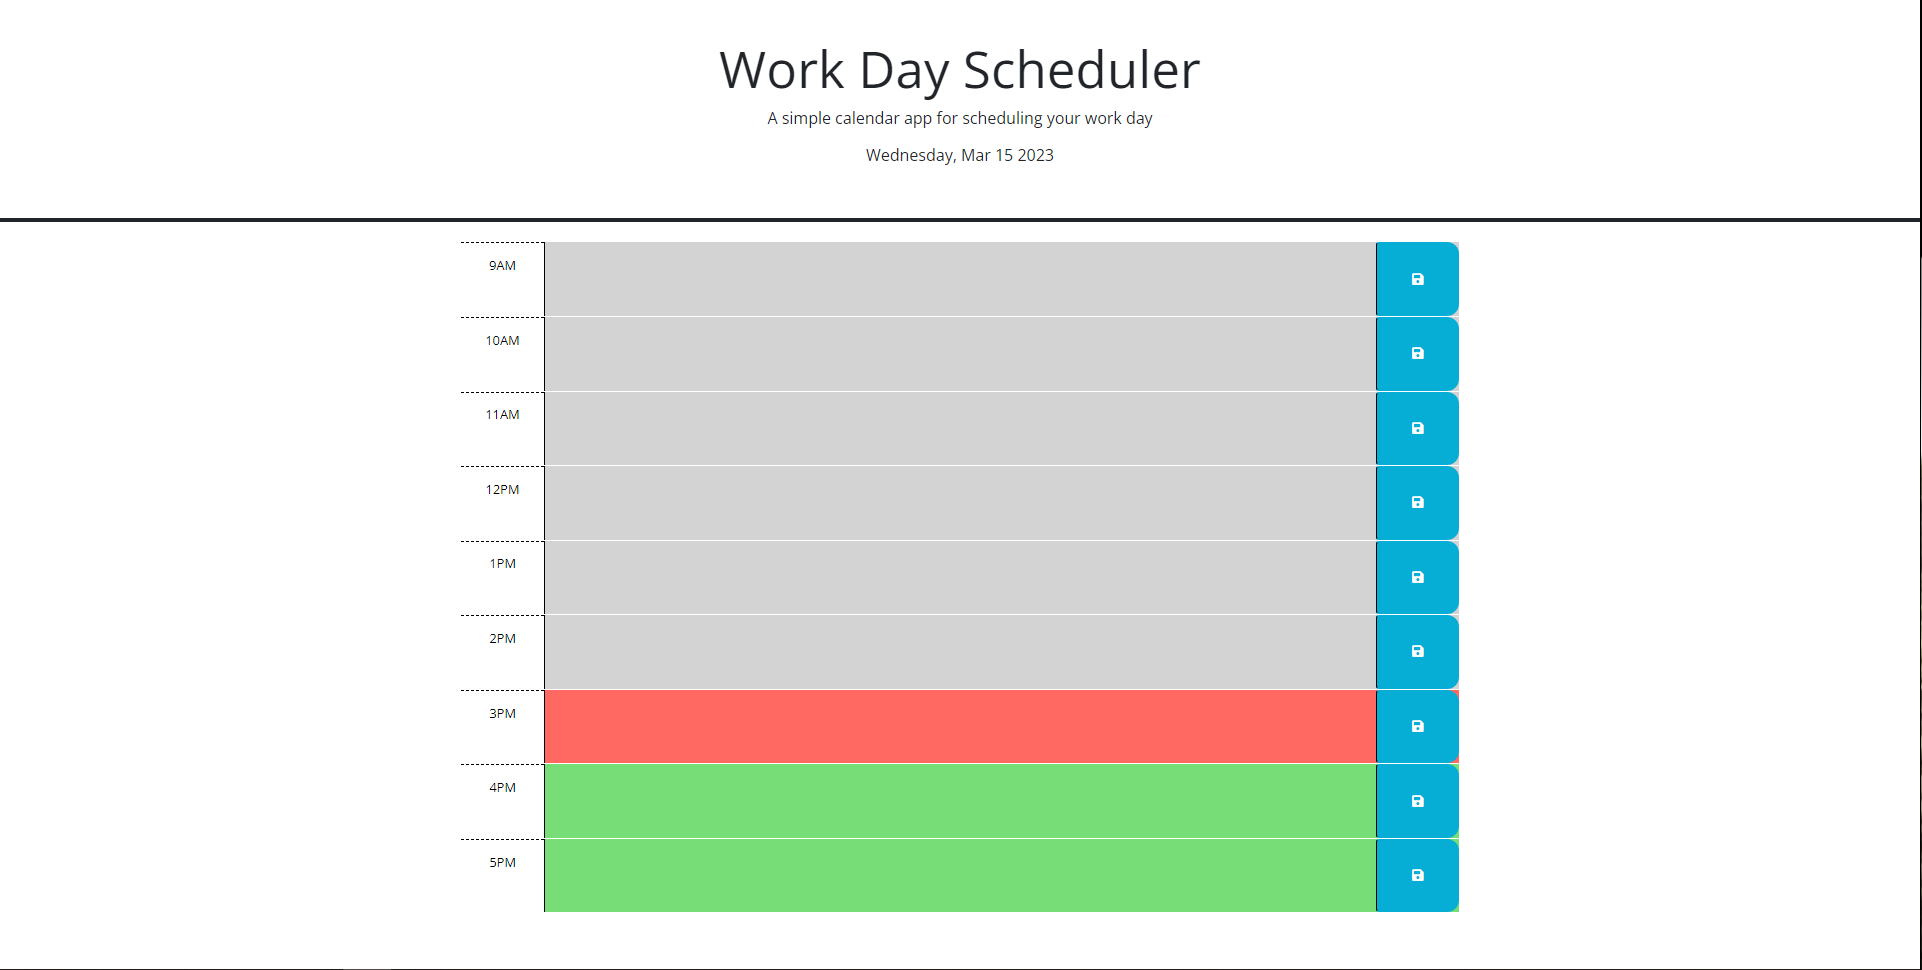 Work Day Scheduler
A simple calendar app for scheduling your work day
Wednesday, Mar 15 2023
9AM
10AM
11AM
12PM
1PM
2PM
3PM
4PM
5PM